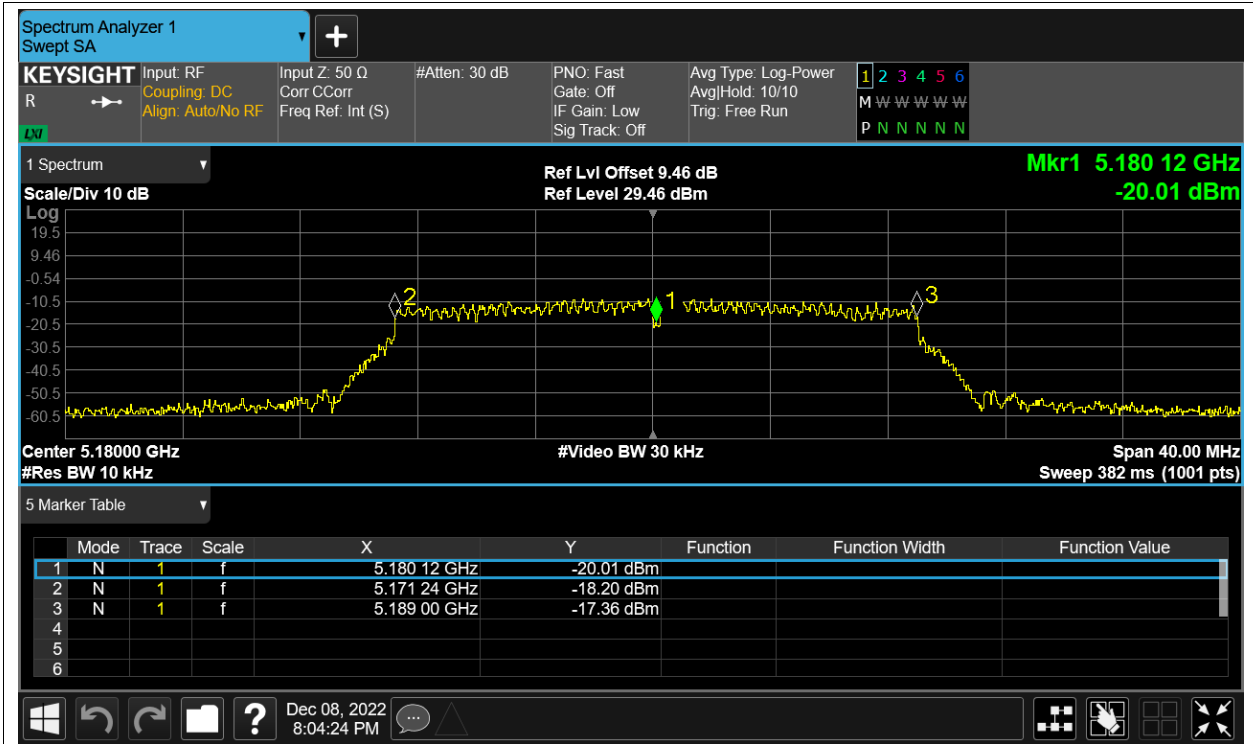 Spectrum Analyzer 1
Swept SA
KEYSIGHT Input: RF Input Z: 50 Ω #Atten: 30 dB PNO: Fast Avg Type: Log-Power 1 2 3 4 5 6
R Coupling: DC Corr CCorr Gate: Off Avg|Hold: 10/10 M W W W W W
Align: Auto/No RF Freq Ref: Int (S) IF Gain: Low Trig: Free Run
LXI Sig Track: Off P N N N N N
1 Spectrum Ref Lvl Offset 9.46 dB Mkr1 5.180 12 GHz
Scale/Div 10 dB Ref Level 29.46 dBm -20.01 dBm
Log
19.5
9.46
-0.54
-10.5 2 1 3
-20.5
-30.5
-40.5
-50.5
-60.5
Center 5.18000 GHz #Video BW 30 kHz Span 40.00 MHz
#Res BW 10 kHz Sweep 382 ms (1001 pts)
5 Marker Table
Mode Trace Scale X Y Function Function Width Function Value
1 N 1 f 5.180 12 GHz -20.01 dBm
2 N 1 f 5.171 24 GHz -18.20 dBm
3 N 1 f 5.189 00 GHz -17.36 dBm
4
5
6
? Dec 08, 2022
8:04:24 PM